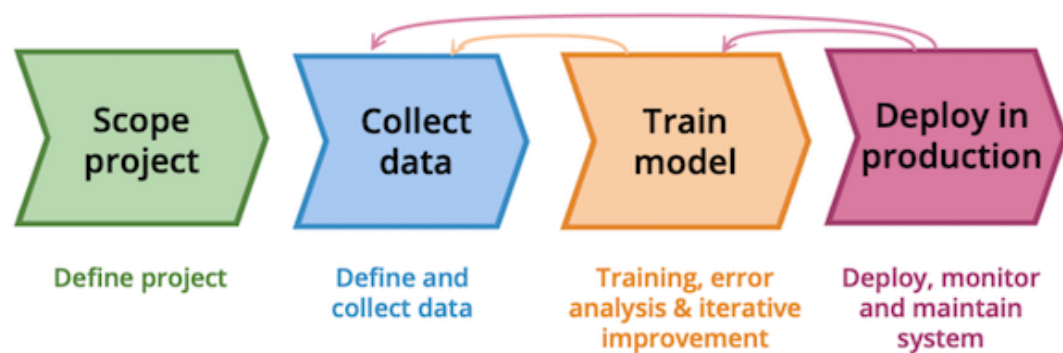 Scope
project
Collect
data
Train
model
Deploy in
production
Define project
Define and
collect data
Training, error
analysis & iterative
improvement
Deploy, monitor
and maintain
system